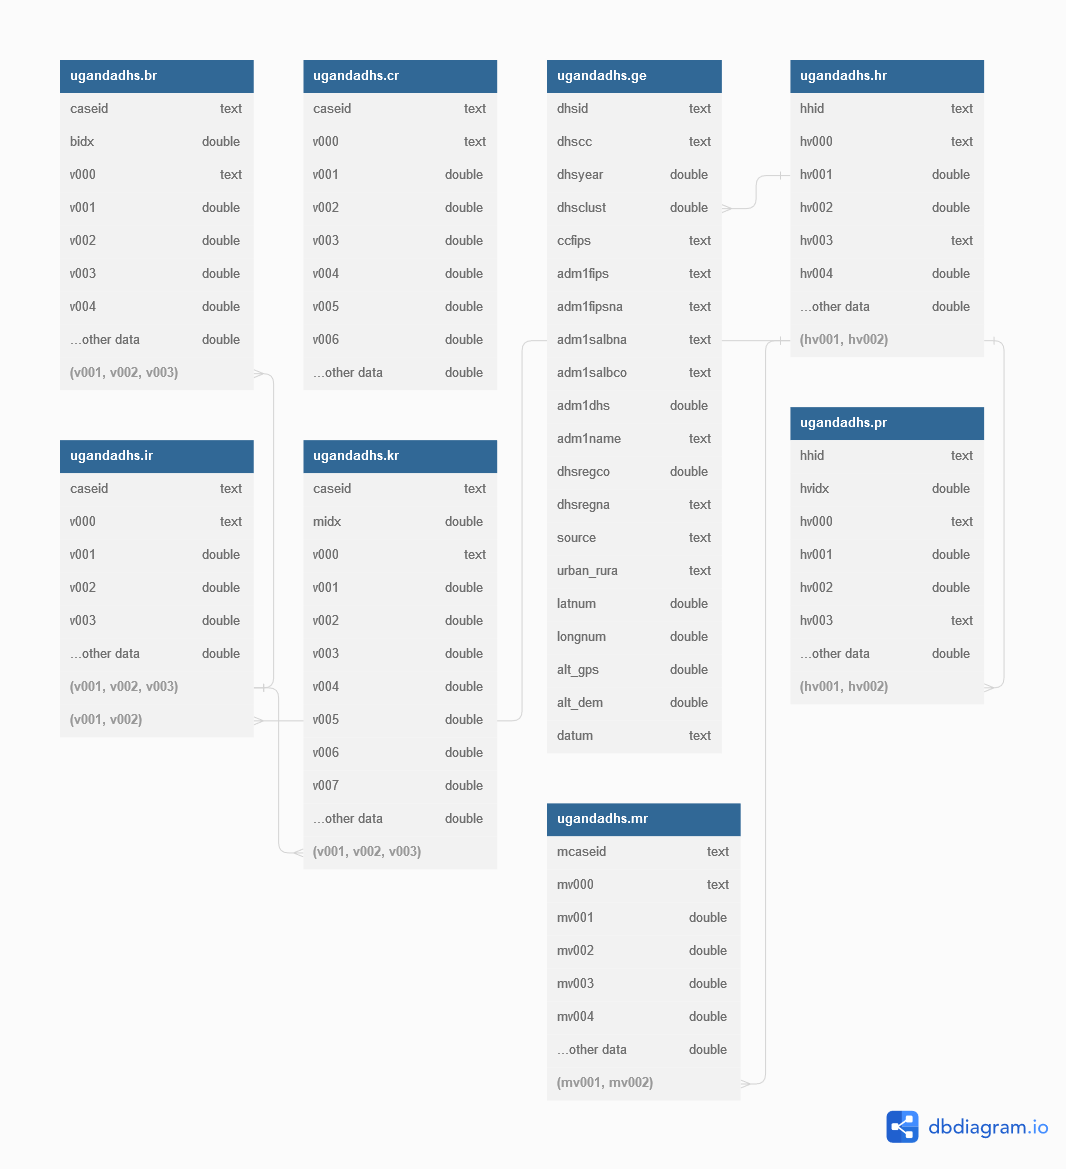 ugandadhs.br
caseid text
bidx double
v000 text
v001 double
v002 double
v003 double
v004 double
...other data double
(v001, v002, v003)
ugandadhs.cr
caseid text
v000 text
v001 double
v002 double
v003 double
v004 double
v005 double
v006 double
...other data double
ugandadhs.ge
dhsid text
dhscc text
dhsyear double
dhsclust double
ccfips text
adm1fips text
adm1fipsna text
adm1salbna text
adm1salbco text
adm1dhs double
adm1name text
dhsregco double
dhsregna text
source text
urban_rura text
latnum double
longnum double
alt_gps double
alt_dem double
datum text
ugandadhs.hr
hhid text
hv000 text
hv001 double
hv002 double
hv003 text
hv004 double
...other data double
(hv001, hv002)
ugandadhs.ir
caseid text
v000 text
v001 double
v002 double
v003 double
...other data double
(v001, v002, v003)
(v001, v002)
ugandadhs.kr
caseid text
midx double
v000 text
v001 double
v002 double
v003 double
v004 double
v005 double
v006 double
v007 double
...other data double
(v001, v002, v003)
ugandadhs.pr
hhid text
hvidx double
hv000 text
hv001 double
hv002 double
hv003 text
...other data double
(hv001, hv002)
ugandadhs.mr
mcaseid text
mv000 text
mv001 double
mv002 double
mv003 double
mv004 double
...other data double
(mv001, mv002)
dbdiagram.io